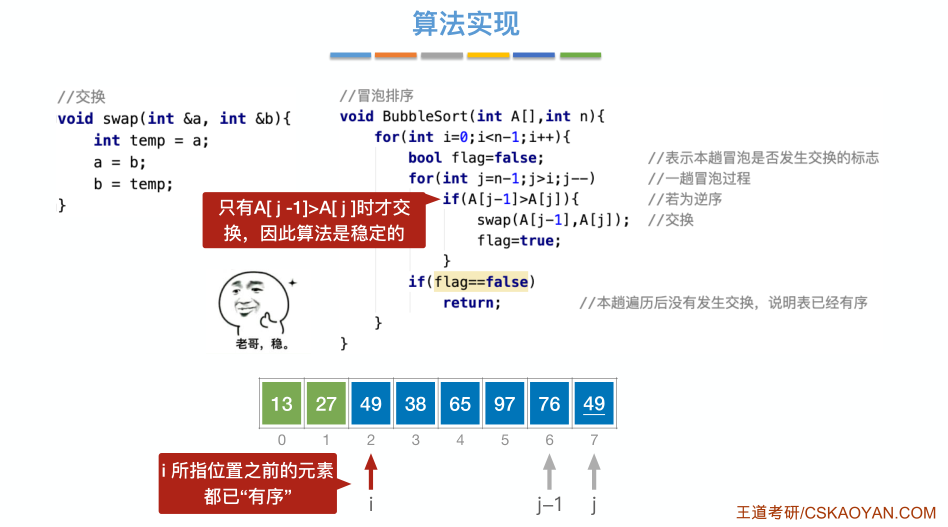 算法实现
//交换
void swap(int &a, int &b){
    int temp = a;
    a = b;
    b = temp;
}
//冒泡排序
void BubbleSort(int A[],int n){
    for(int i=0;i<n-1;i++){
        bool flag=false;    //表示本趟冒泡是否发生交换的标志
        for(int j=n-1;j>i;j--)    //一趟冒泡过程
            if(A[j-1]>A[j]){    //若为逆序
                swap(A[j-1],A[j]);    //交换
                flag=true;
            }
        if(flag==false)
            return;    //本趟遍历后没有发生交换，说明表已经有序
    }
}
只有A[ j -1]>A[ j ]时才交
换，因此算法是稳定的
老哥，稳。
13 27 49 38 65 97 76 49
0 1 2 3 4 5 6 7
i 所指位置之前的元素
都已“有序”
i j–1 j
王道考研/CSKAOYAN.COM